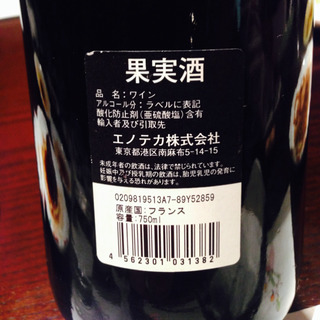 果実酒
品名：ワイン
アルコール分：ラベルに表記
酸化防止剤（亜硫酸塩）含有
輸入者及び引取先
エノテカ株式会社
東京都港区南麻布5-14-15
未成年者の飲酒は、法律で禁じられています。
妊娠中及び授乳期の飲酒は、胎児乳児の発育に
影響を与える恐れがあります。
0209819513A7-89Y52859
原産国：フランス
容量：750ml
4 562301 031382